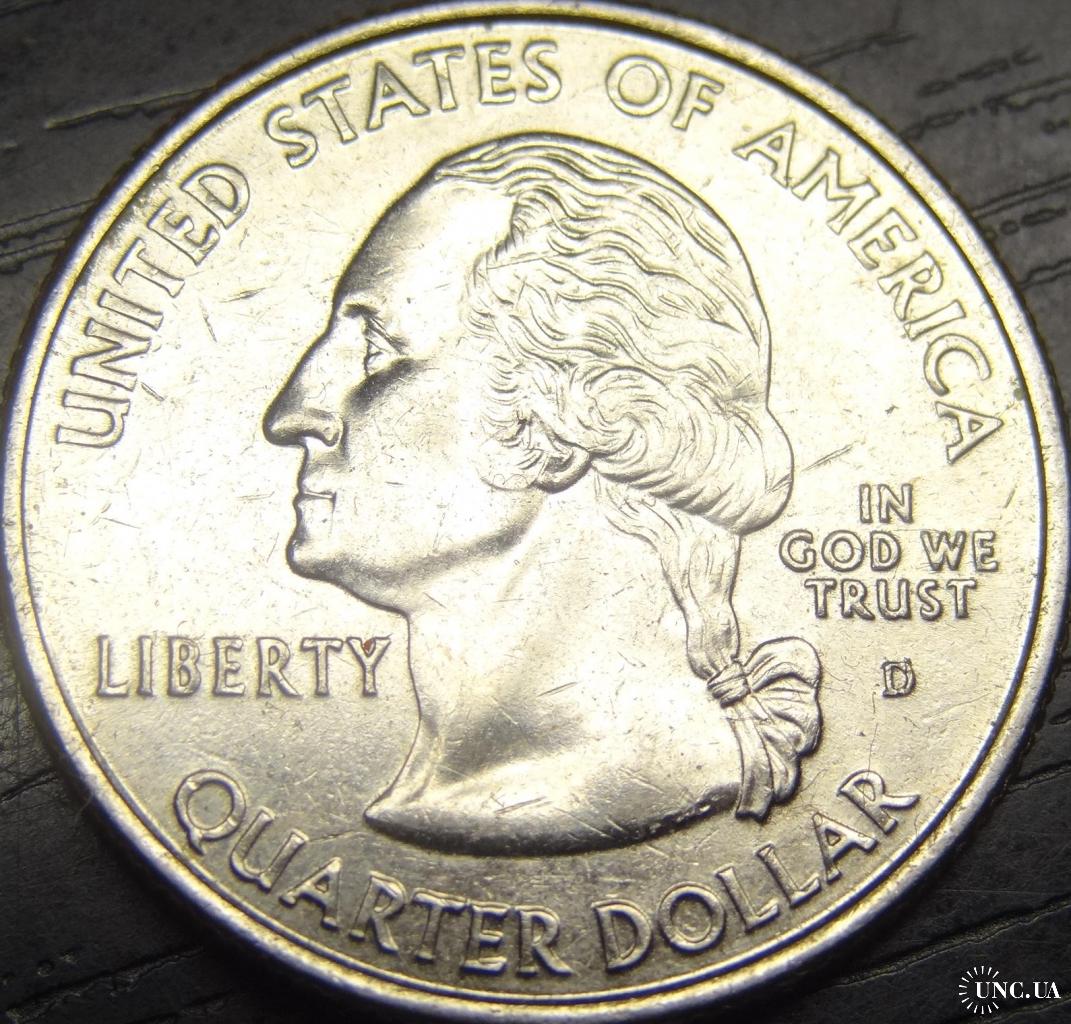 UNITED STATES OF AMERICA
IN
GOD WE
TRUST
LIBERTY
D
QUARTER DOLLAR
UNC.UA